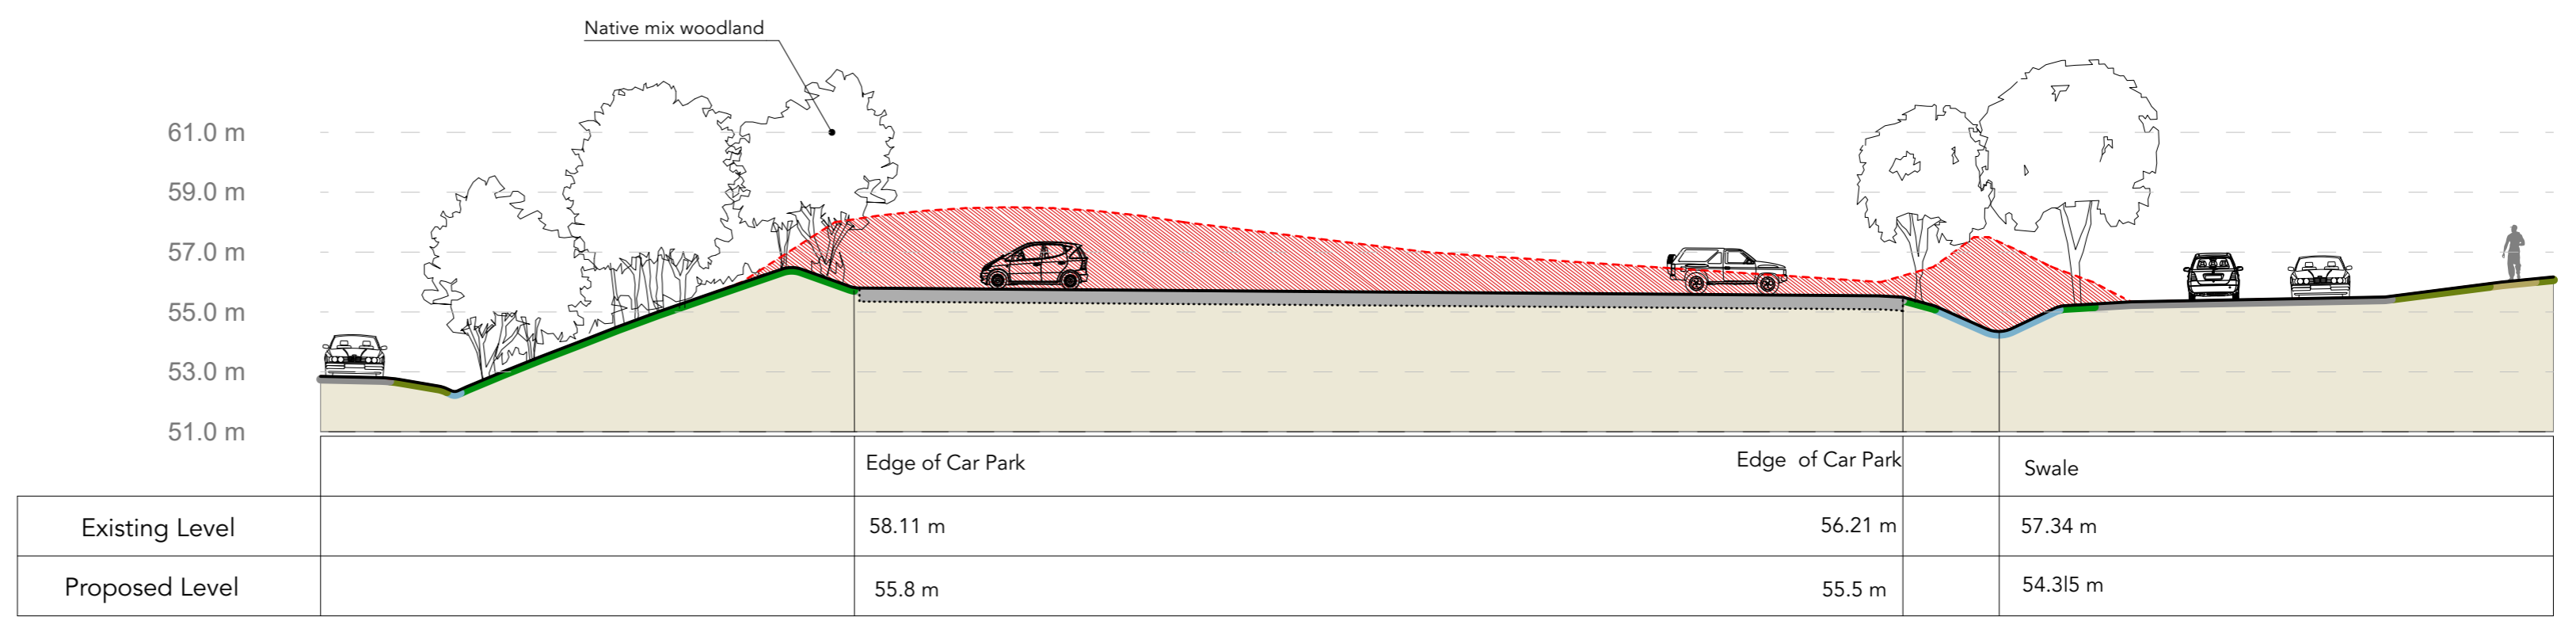 Native mix woodland
61.0 m
59.0 m
57.0 m
55.0 m
53.0 m
51.0 m
Edge of Car Park Edge of Car Park Swale
Existing Level 58.11 m 56.21 m 57.34 m
Proposed Level 55.8 m 55.5 m 54.3l5 m